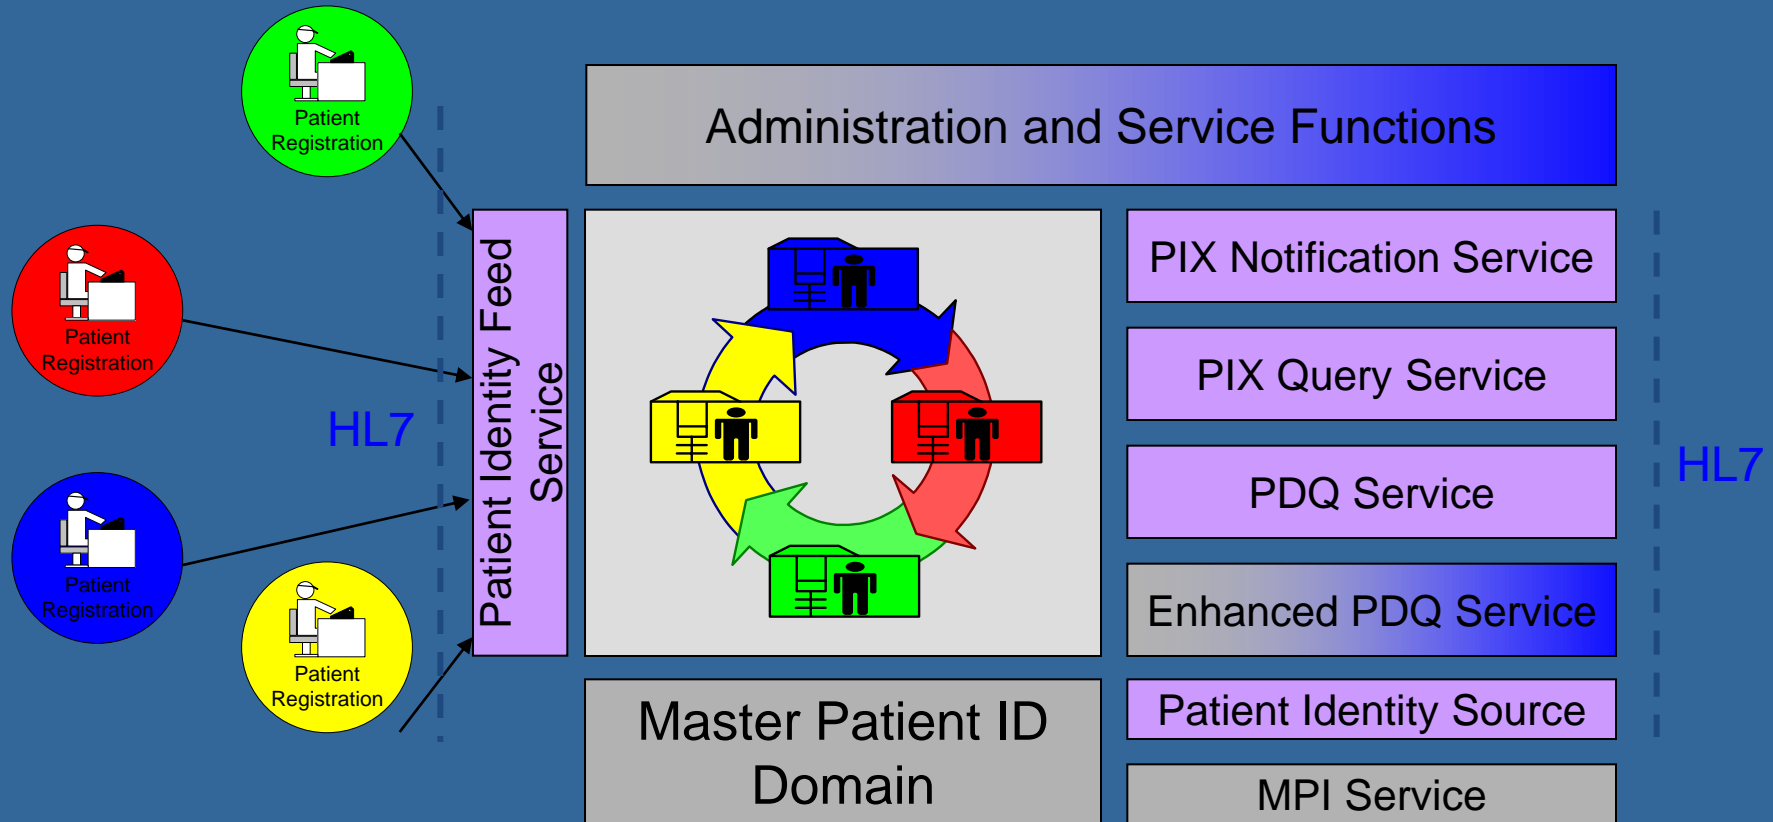 Patient
Registration
Administration and Service Functions
Patient
Registration
HL7
Patient Identity Feed
Service
PIX Notification Service
PIX Query Service
PDQ Service
HL7
Patient
Registration
Enhanced PDQ Service
Patient
Registration
Master Patient ID
Domain
Patient Identity Source
MPI Service